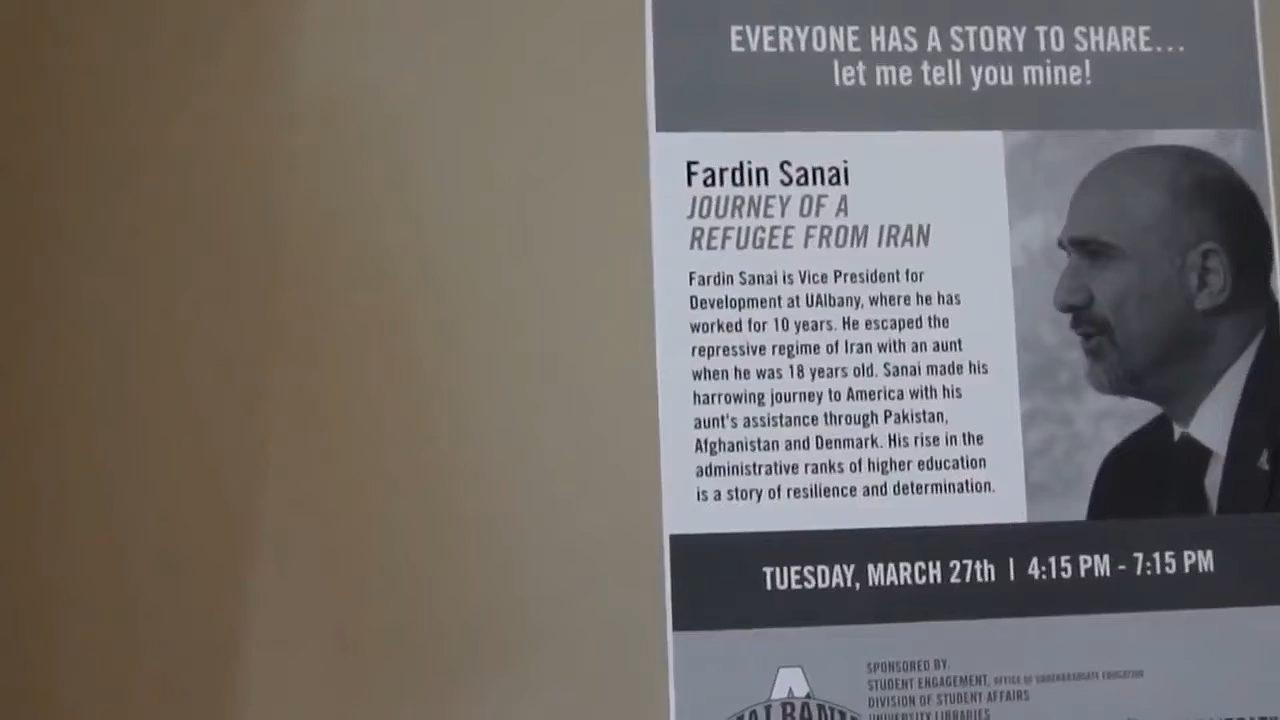 EVERYONE HAS A STORY TO SHARE...
let me tell you mine!
Fardin Sanai
JOURNEY OF A
REFUGEE FROM IRAN
Fardin Sanai is Vice President for
Development at UAlbany, where he has
worked for 10 years. He escaped the
repressive regime of Iran with an aunt
when he was 18 years old. Sanai made his
harrowing journey to America with his
aunt's assistance through Pakistan,
Afghanistan and Denmark. His rise in the
administrative ranks of higher education
is a story of resilience and determination.
TUESDAY, MARCH 27th | 4:15 PM - 7:15 PM
SPONSORED BY:
STUDENT ENGAGEMENT, OFFICE OF UNDERGRADUATE EDUCATION
DIVISION OF STUDENT AFFAIRS
UNIVERSITY LIBRARIES